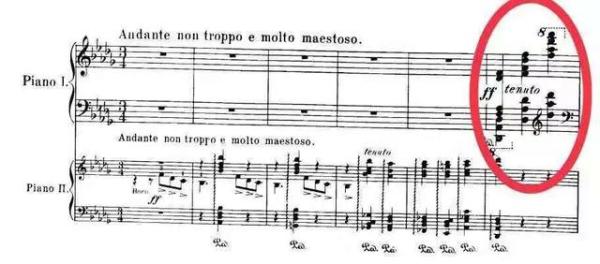 Andante non troppo e molto maestoso.
8
Piano I.
ff tenuto
Andante non troppo e molto maestoso.
tenuto
8
Piano II.
Horn.
ff
Ped. Ped. Ped. Ped. Ped. Ped. Ped. Ped.